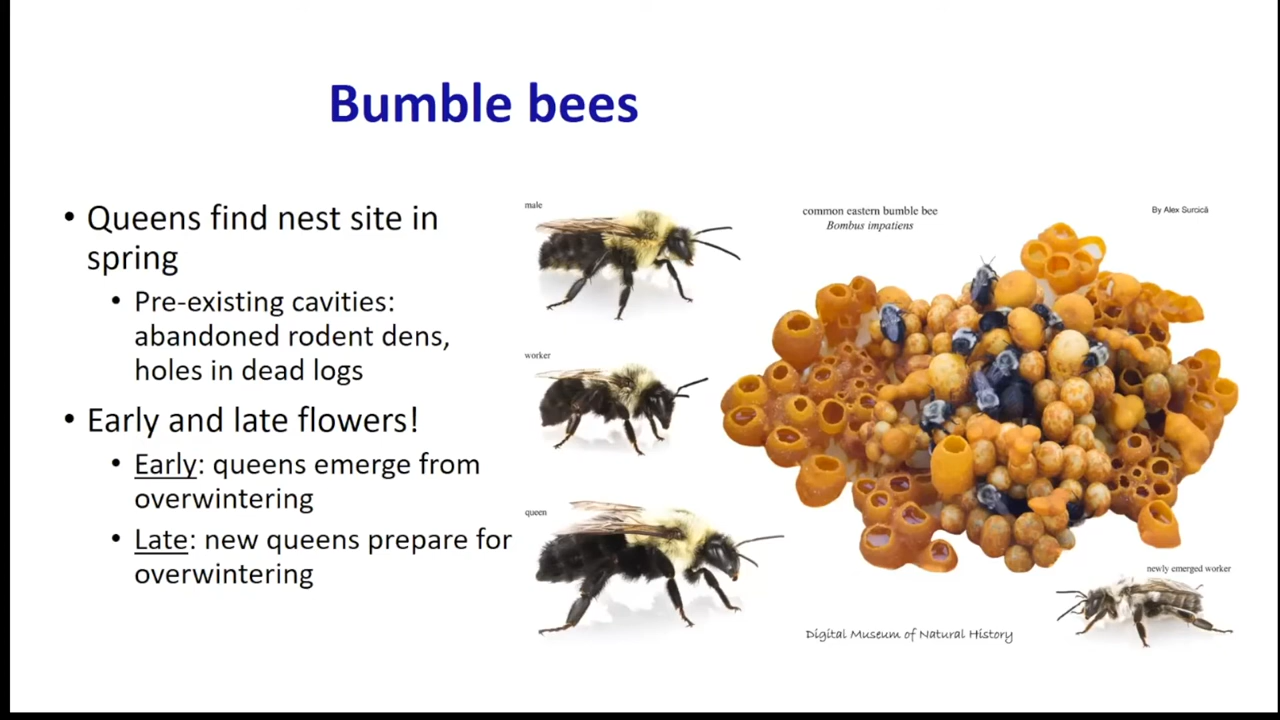 Bumble bees
• Queens find nest site in
spring
• Pre-existing cavities:
abandoned rodent dens,
holes in dead logs
• Early and late flowers!
• Early: queens emerge from
overwintering
• Late: new queens prepare for
overwintering
male
worker
queen
common eastern bumble bee
Bombus impatiens
By Alex Surcică
newly emerged worker
Digital Museum of Natural History